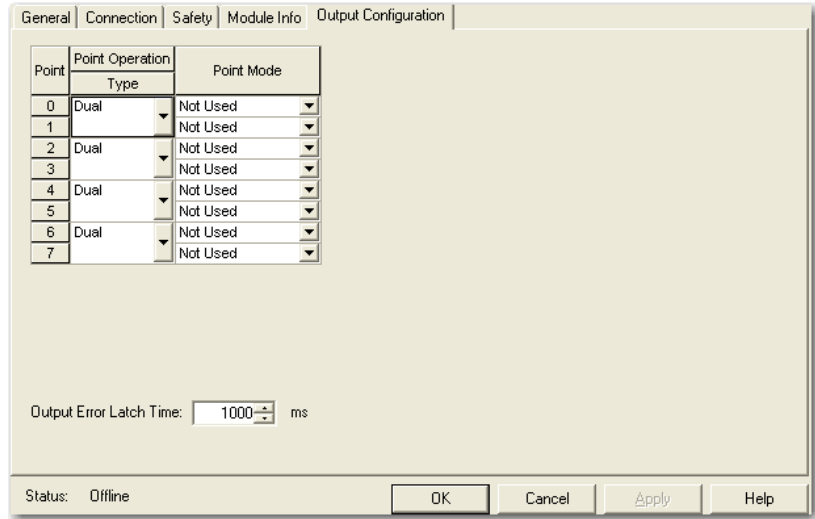 General Connection Safety Module Info Output Configuration
Point Point Operation Point Mode
Type
0 Dual Not Used
1 Not Used
2 Dual Not Used
3 Not Used
4 Dual Not Used
5 Not Used
6 Dual Not Used
7 Not Used
Output Error Latch Time: 1000 ms
Status: Offline OK Cancel Apply Help